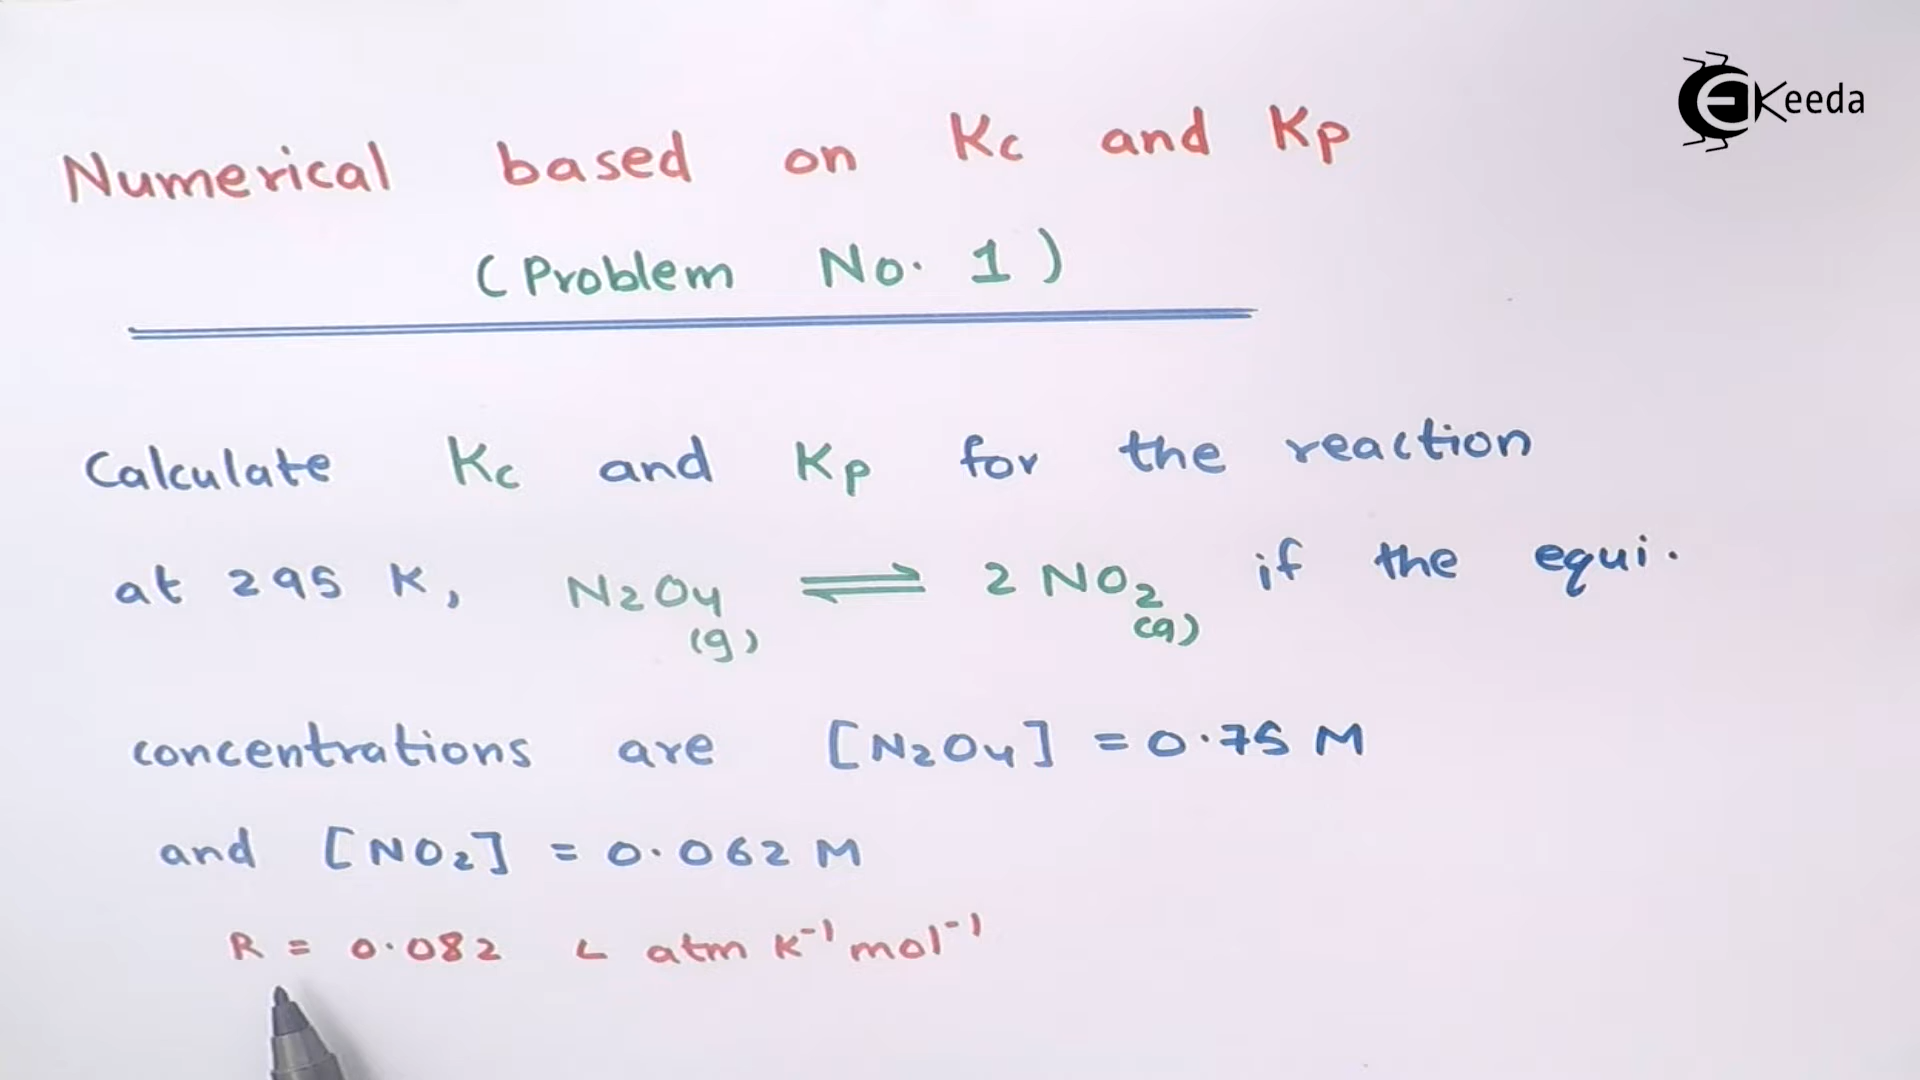 EKeeda
Numerical based on Kc and Kp
(Problem No. 1)
Calculate Kc and Kp for the reaction
at 295 K, N₂O₄ (g) ⇌ 2 NO₂ (g) if the equi.
concentrations are [N₂O₄] = 0.75 M
and [NO₂] = 0.062 M
R = 0.082 L atm K⁻¹ mol⁻¹